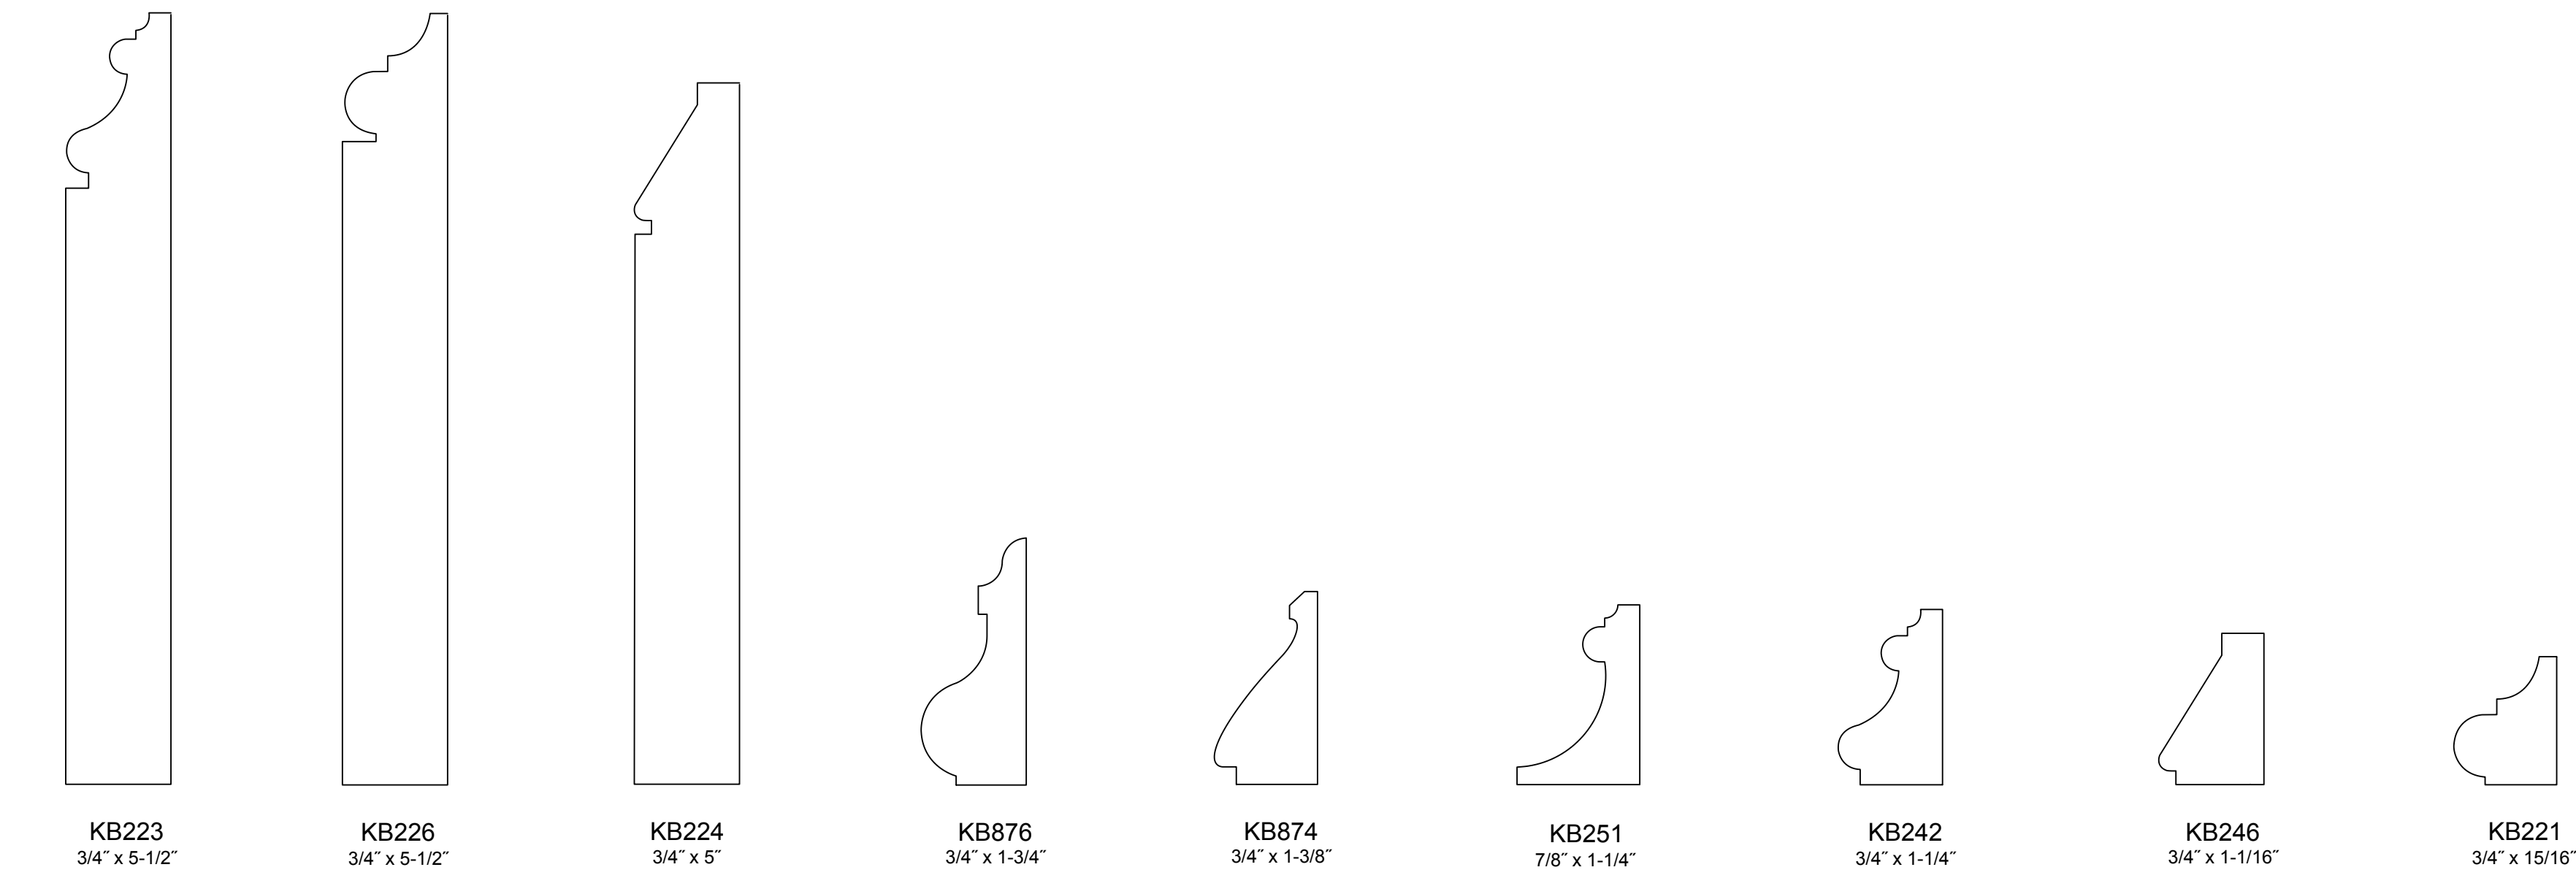 KB223
3/4˝ x 5-1/2˝
KB226
3/4˝ x 5-1/2˝
KB224
3/4˝ x 5˝
KB876
3/4˝ x 1-3/4˝
KB874
3/4˝ x 1-3/8˝
KB251
7/8˝ x 1-1/4˝
KB242
3/4˝ x 1-1/4˝
KB246
3/4˝ x 1-1/16˝
KB221
3/4˝ x 15/16˝